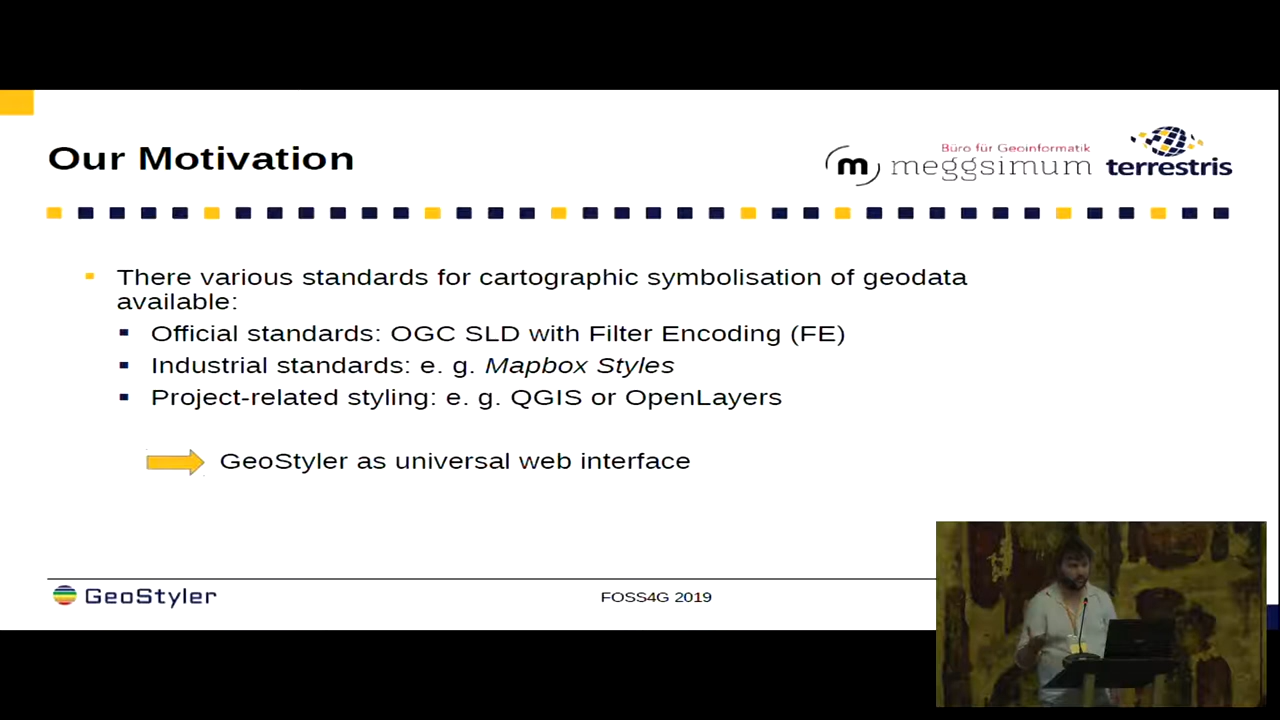 Our Motivation
Büro für Geoinformatik
m meggsimum
terrestris
There various standards for cartographic symbolisation of geodata
available:
Official standards: OGC SLD with Filter Encoding (FE)
Industrial standards: e. g. Mapbox Styles
Project-related styling: e. g. QGIS or OpenLayers
GeoStyler as universal web interface
GeoStyler
FOSS4G 2019